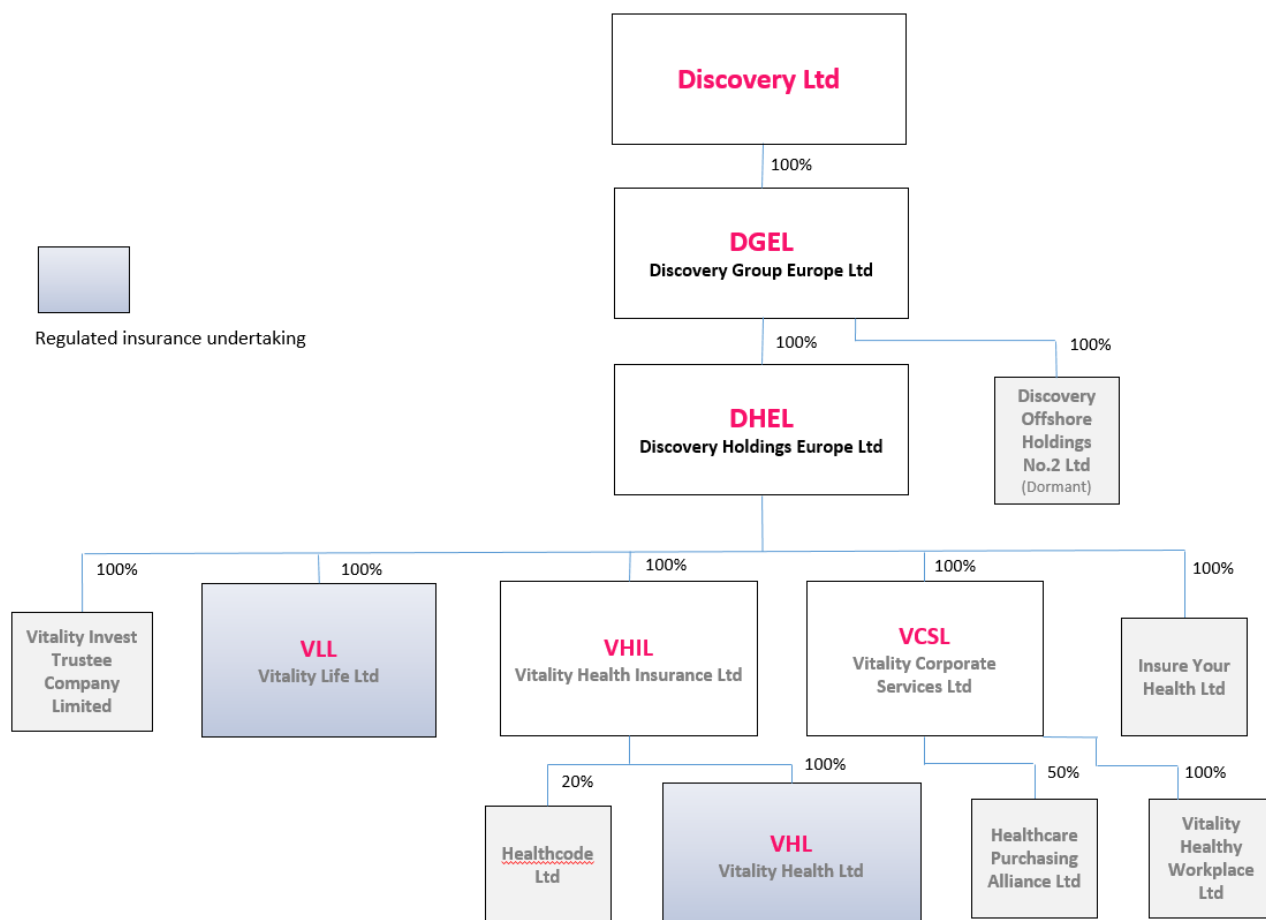 Discovery Ltd
100%
DGEL
Discovery Group Europe Ltd
Regulated insurance undertaking
100%
100%
DHEL
Discovery Holdings Europe Ltd
Discovery
Offshore
Holdings
No.2 Ltd
(Dormant)
100%
100%
100%
100%
100%
Vitality Invest
Trustee
Company
Limited
VLL
Vitality Life Ltd
VHIL
Vitality Health Insurance Ltd
VCSL
Vitality Corporate
Services Ltd
Insure Your
Health Ltd
20%
100%
50%
100%
Healthcode
Ltd
VHL
Vitality Health Ltd
Healthcare
Purchasing
Alliance Ltd
Vitality
Healthy
Workplace
Ltd